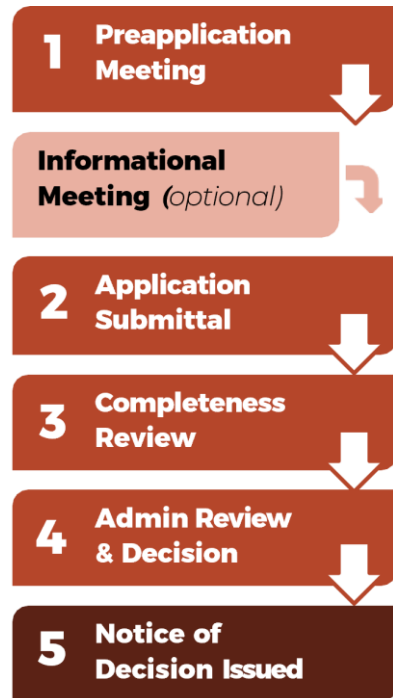 1 Preapplication
Meeting
Informational
Meeting (optional)
2 Application
Submittal
3 Completeness
Review
4 Admin Review
& Decision
5 Notice of
Decision Issued